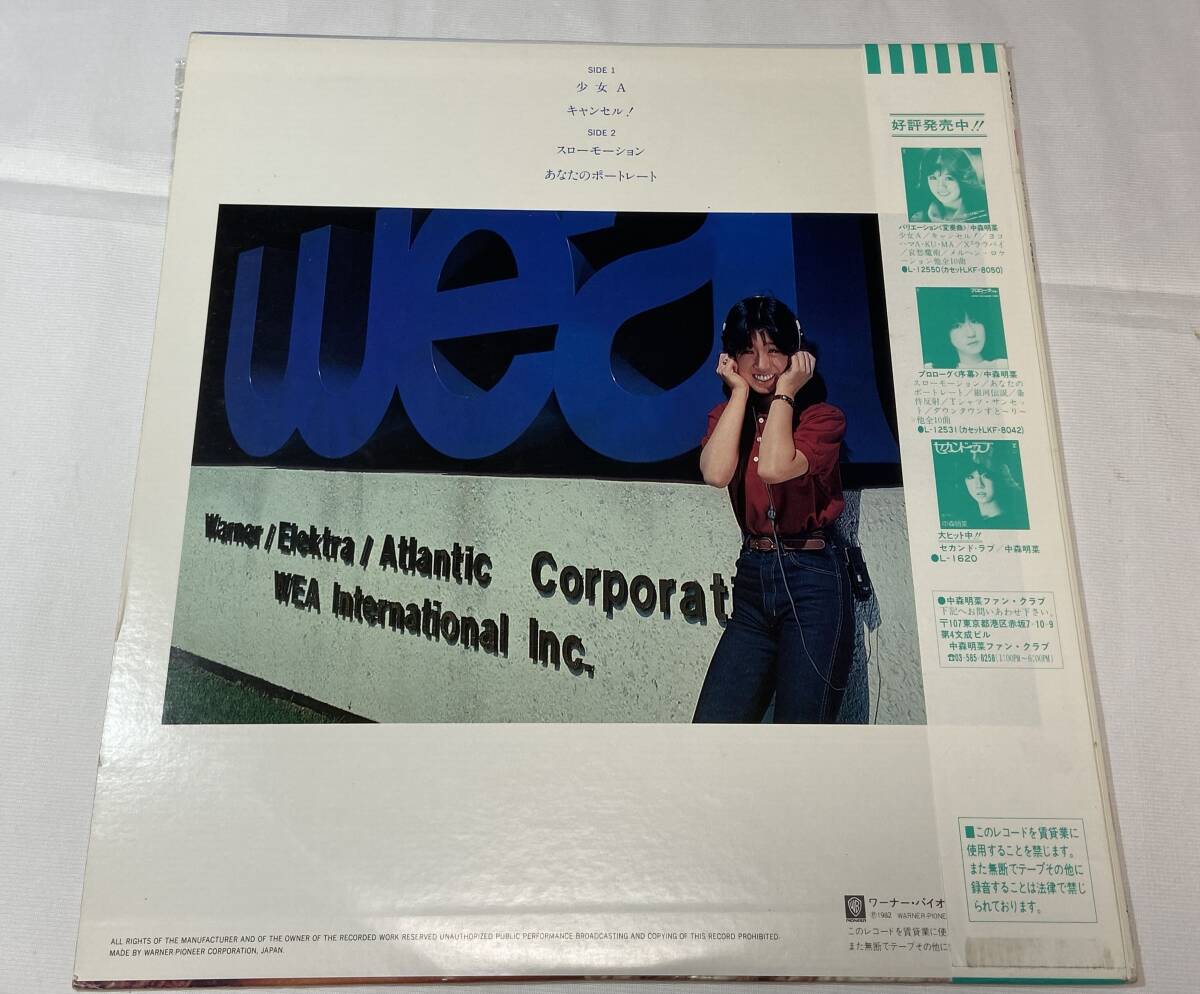 SIDE 1
少女A
キャンセル!
SIDE 2
スローモーション
あなたのポートレート
wea
Warner/Elektra/Atlantic Corporati
WEA International Inc.
好評発売中!!
バリエーション〈変奏曲〉/中森明菜
少女A/キャンセル!/ヨコ
ハマA・KU・MA/X³ララバイ
/哀愁魔術/メルヘン・ロケ
ーション他全10曲
●L-12550(カセットLKF-8050)
プロローグ〈序幕〉/中森明菜
スローモーション/あなたの
ポートレート/銀河伝説/条
件反射/Tシャツ・サンセッ
ト/ダウンタウンすと〜り〜
他全10曲
●L-12531(カセットLKF-8042)
セカンド・ラブ
中森明菜
大ヒット中!!
セカンド・ラブ/中森明菜
●L-1620
●中森明菜ファン・クラブ
下記へお問いあわせ下さい。
〒107東京都港区赤坂7-10-9
第4文成ビル
中森明菜ファン・クラブ
☎03-585-8258(1:00PM〜6:00PM)
■このレコードを賃貸業に
使用することを禁じます。
また無断でテープその他に
録音することは法律で禁じ
られております。
PIONEER
ワーナー・パイオ
℗1982 WARNER-PIONE
このレコードを賃貸業に使
また無断でテープその他に
ALL RIGHTS OF THE MANUFACTURER AND OF THE OWNER OF THE RECORDED WORK RESERVED UNAUTHORIZED PUBLIC PERFORMANCE BROADCASTING AND COPYING OF THIS RECORD PROHIBITED.
MADE BY WARNER-PIONEER CORPORATION, JAPAN.